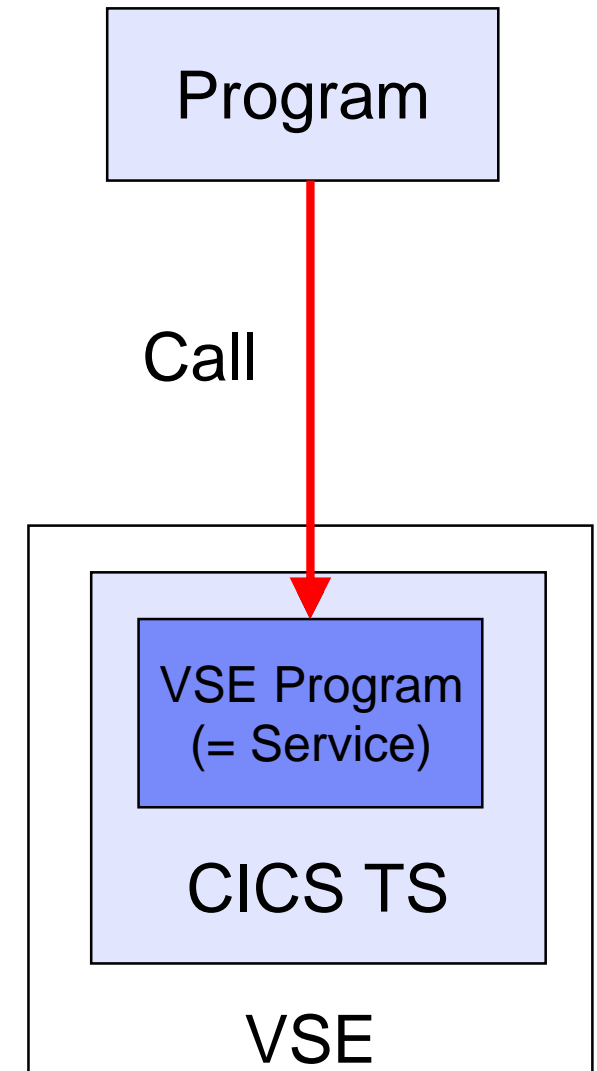 Program
Call
VSE Program
(= Service)
CICS TS
VSE